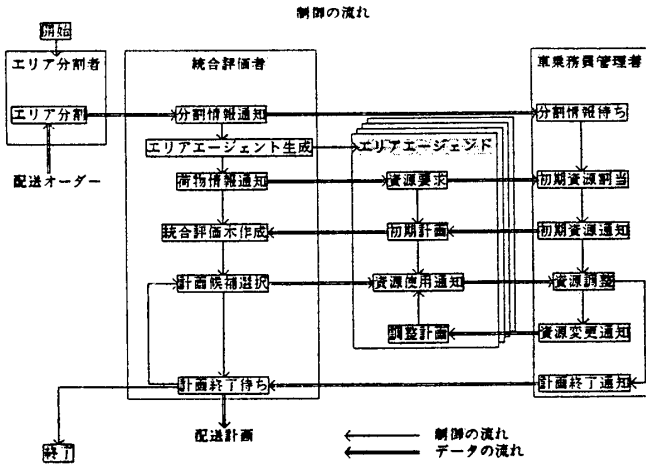 制御の流れ
開始
エリア分割者
統合評価者
車乗務員管理者
エリア分割
分割情報通知
分割情報待ち
エリアエージェント生成
エリアエージェンド
配送オーダー
荷物情報通知
資源要求
初期資源割当
統合評価木作成
初期計画
初期資源通知
計画候補選択
資源使用通知
資源調整
調整計画
資源変更通知
計画終了待ち
計画終了通知
配送計画
制御の流れ
データの流れ
終了